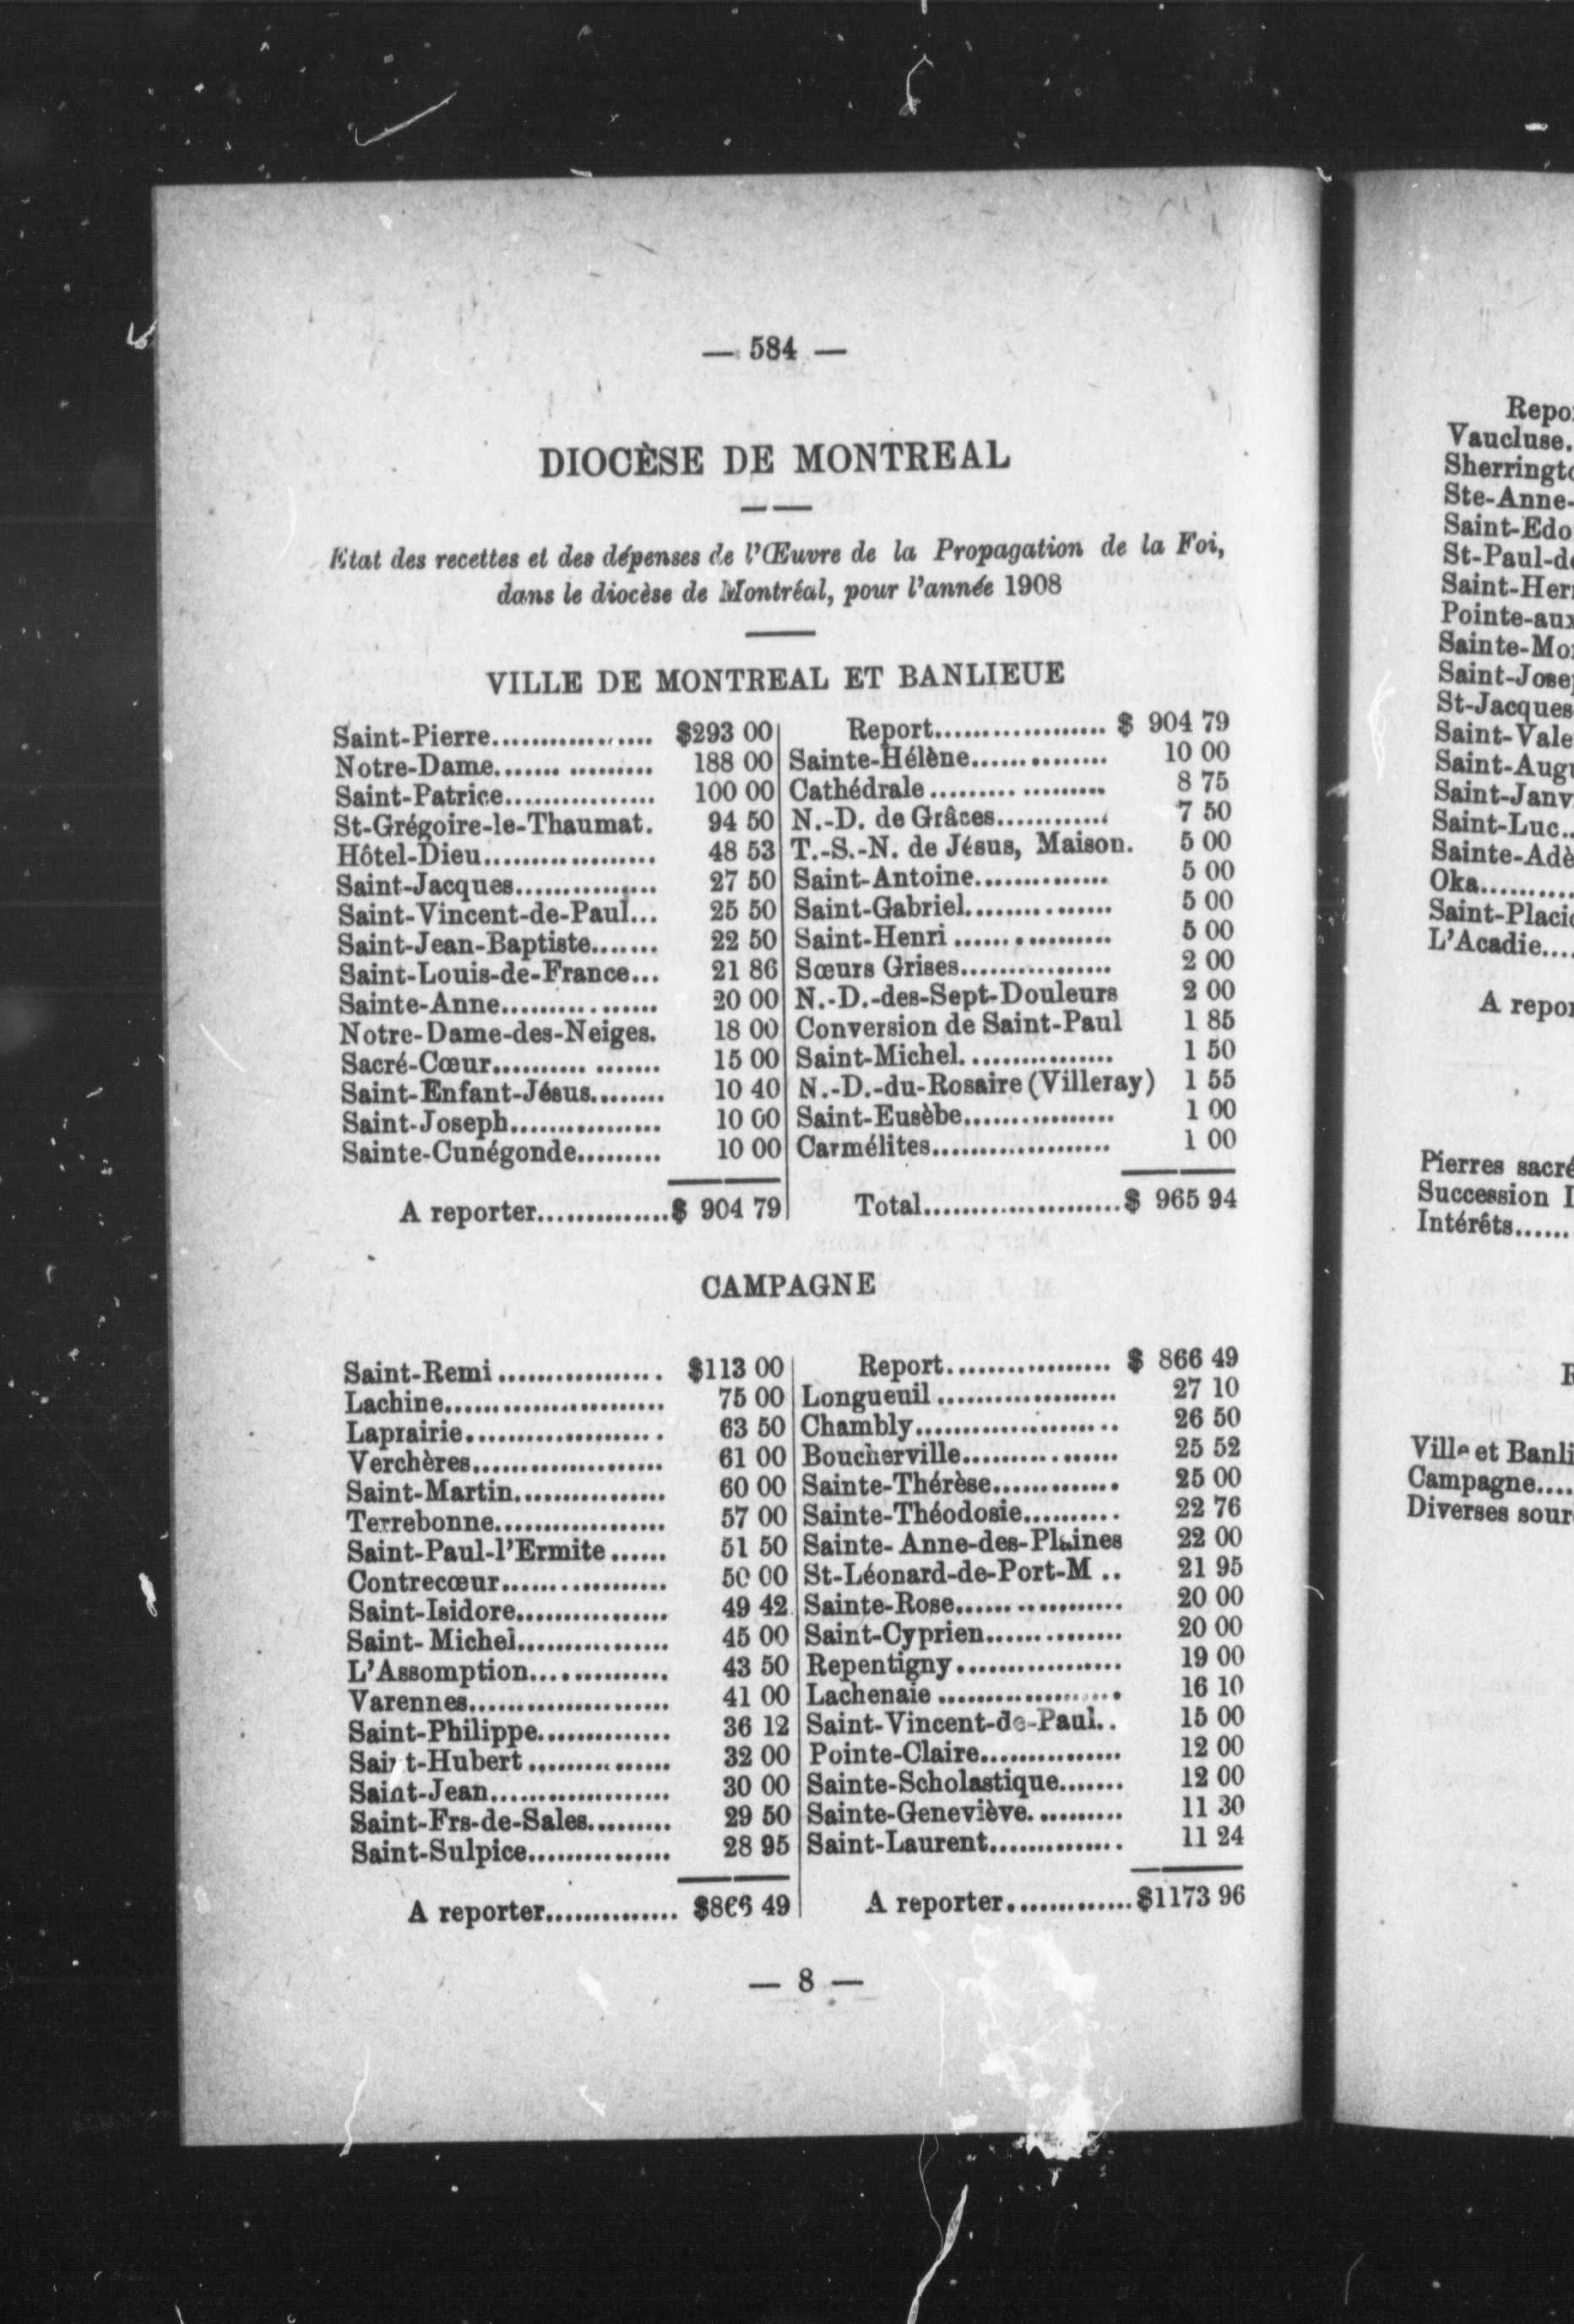 — 584 —
DIOCÈSE DE MONTREAL
Etat des recettes et des dépenses de l'Œuvre de la Propagation de la Foi,
dans le diocèse de Montréal, pour l'année 1908
VILLE DE MONTREAL ET BANLIEUE
Saint-Pierre................. $293 00
Notre-Dame....... ......... 188 00
Saint-Patrice................ 100 00
St-Grégoire-le-Thaumat. 94 50
Hôtel-Dieu.................. 48 53
Saint-Jacques............... 27 50
Saint-Vincent-de-Paul... 25 50
Saint-Jean-Baptiste....... 22 50
Saint-Louis-de-France... 21 86
Sainte-Anne................ 20 00
Notre-Dame-des-Neiges. 18 00
Sacré-Cœur.......... ....... 15 00
Saint-Enfant-Jésus........ 10 40
Saint-Joseph................ 10 00
Sainte-Cunégonde......... 10 00
A reporter..............$ 904 79
Report.................. $ 904 79
Sainte-Hélène.............. 10 00
Cathédrale ......... ......... 8 75
N.-D. de Grâces............ 7 50
T.-S.-N. de Jésus, Maison. 5 00
Saint-Antoine.............. 5 00
Saint-Gabriel............... 5 00
Saint-Henri ................. 5 00
Sœurs Grises................ 2 00
N.-D.-des-Sept-Douleurs 2 00
Conversion de Saint-Paul 1 85
Saint-Michel................ 1 50
N.-D.-du-Rosaire (Villeray) 1 55
Saint-Eusèbe................ 1 00
Carmélites................... 1 00
Total.....................$ 965 94
CAMPAGNE
Saint-Remi ................. $113 00
Lachine....................... 75 00
Laprairie.................... 63 50
Verchères.................... 61 00
Saint-Martin................ 60 00
Terrebonne.................. 57 00
Saint-Paul-l'Ermite ...... 51 50
Contrecœur................. 50 00
Saint-Isidore................ 49 42
Saint-Michel................ 45 00
L'Assomption.............. 43 50
Varennes..................... 41 00
Saint-Philippe.............. 36 12
Saint-Hubert ............... 32 00
Saint-Jean................... 30 00
Saint-Frs-de-Sales......... 29 50
Saint-Sulpice............... 28 95
A reporter.............. $866 49
Report................. $ 866 49
Longueuil ................... 27 10
Chambly..................... 26 50
Boucherville................ 25 52
Sainte-Thérèse............. 25 00
Sainte-Théodosie.......... 22 76
Sainte-Anne-des-Plaines 22 00
St-Léonard-de-Port-M .. 21 95
Sainte-Rose................. 20 00
Saint-Cyprien.............. 20 00
Repentigny................. 19 00
Lachenaie ................... 16 10
Saint-Vincent-de-Paul.. 15 00
Pointe-Claire............... 12 00
Sainte-Scholastique....... 12 00
Sainte-Geneviève.......... 11 30
Saint-Laurent.............. 11 24
A reporter.............$1173 96
— 8 —
Vaucluse.
Ste-Anne-
Oka..........
L'Acadie....
Saint-Luc..
Pierres
Succession
Intérêts......
Ville et
Campagne....
Diverses